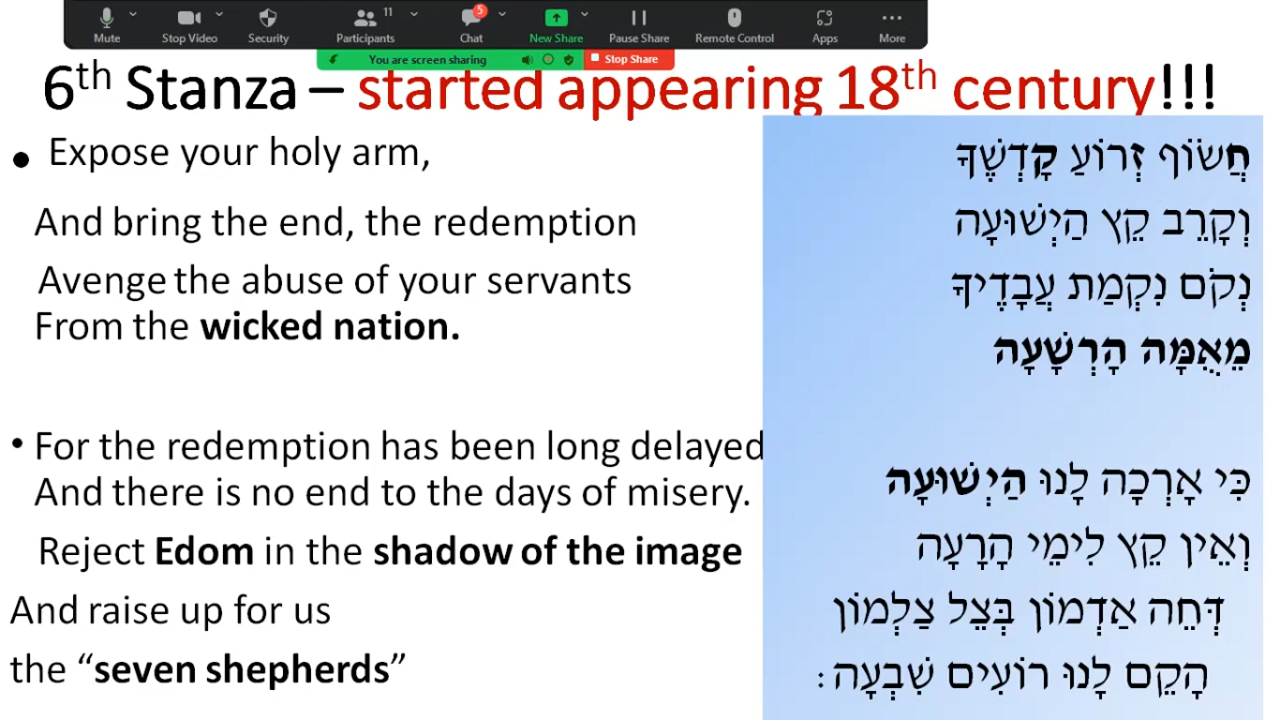 Mute
Stop Video
Security
11
Participants
5
Chat
New Share
Pause Share
Remote Control
Apps
More
You are screen sharing
Stop Share
6th Stanza – started appearing 18th century!!!
• Expose your holy arm,
And bring the end, the redemption
Avenge the abuse of your servants
From the wicked nation.
• For the redemption has been long delayed
And there is no end to the days of misery.
Reject Edom in the shadow of the image
And raise up for us
the “seven shepherds”
חֲשׂוֹף זְרוֹעַ קָדְשֶׁךָ
וְקָרֵב קֵץ הַיְשׁוּעָה
נְקֹם נִקְמַת עֲבָדֶיךָ
מֵאֻמָּה הָרְשָׁעָה
כִּי אָרְכָה לָנוּ הַיְשׁוּעָה
וְאֵין קֵץ לִימֵי הָרָעָה
דְּחֵה אַדְמוֹן בְּצֵל צַלְמוֹן
הָקֵם לָנוּ רוֹעִים שִׁבְעָה: